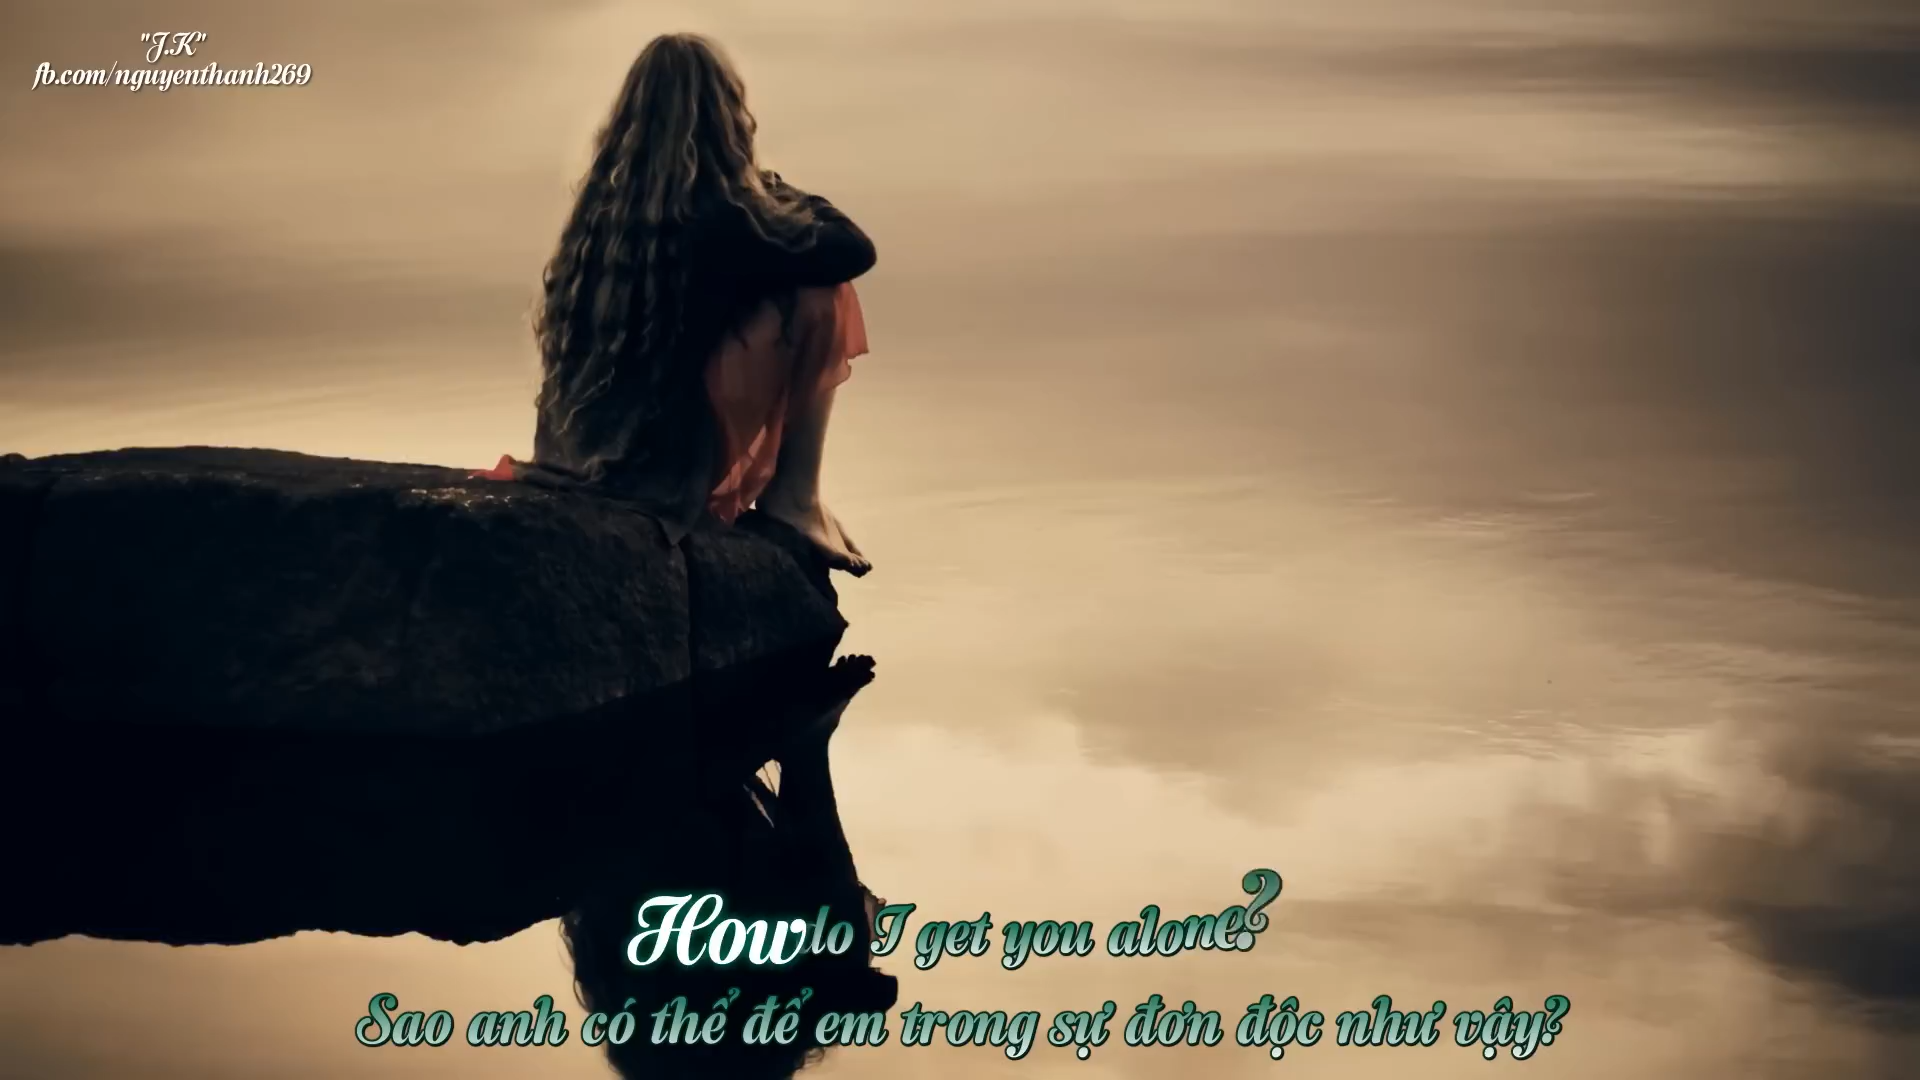 "J.K"
fb.com/nguyenthanh269
How do I get you alone?
Sao anh có thể để em trong sự đơn độc như vậy?